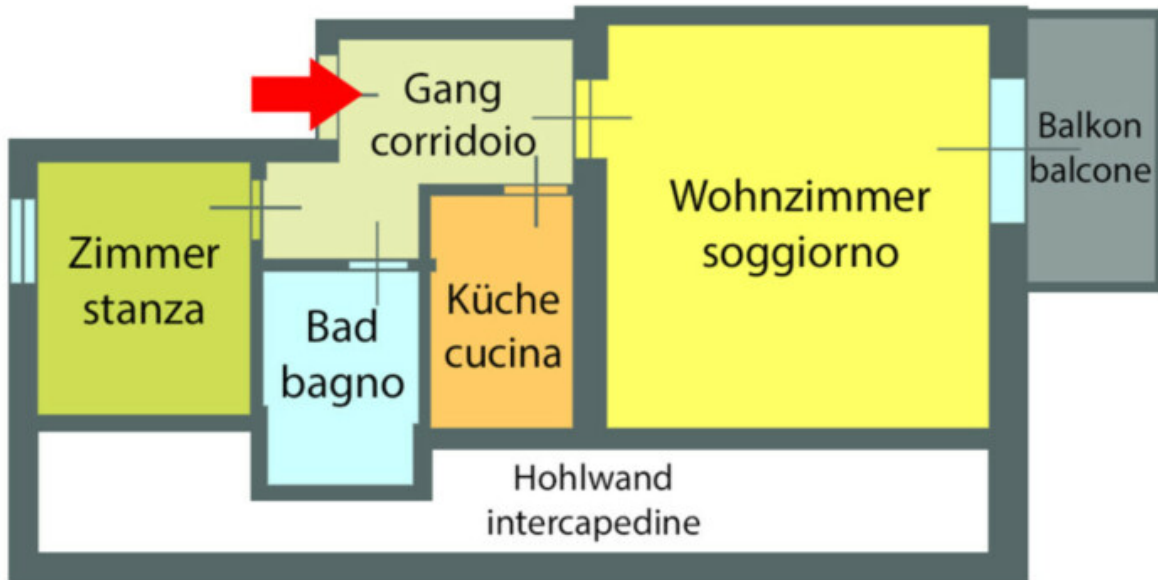 Gang
corridoio
Balkon
balcone
Wohnzimmer
soggiorno
Zimmer
stanza
Küche
cucina
Bad
bagno
Hohlwand
intercapedine